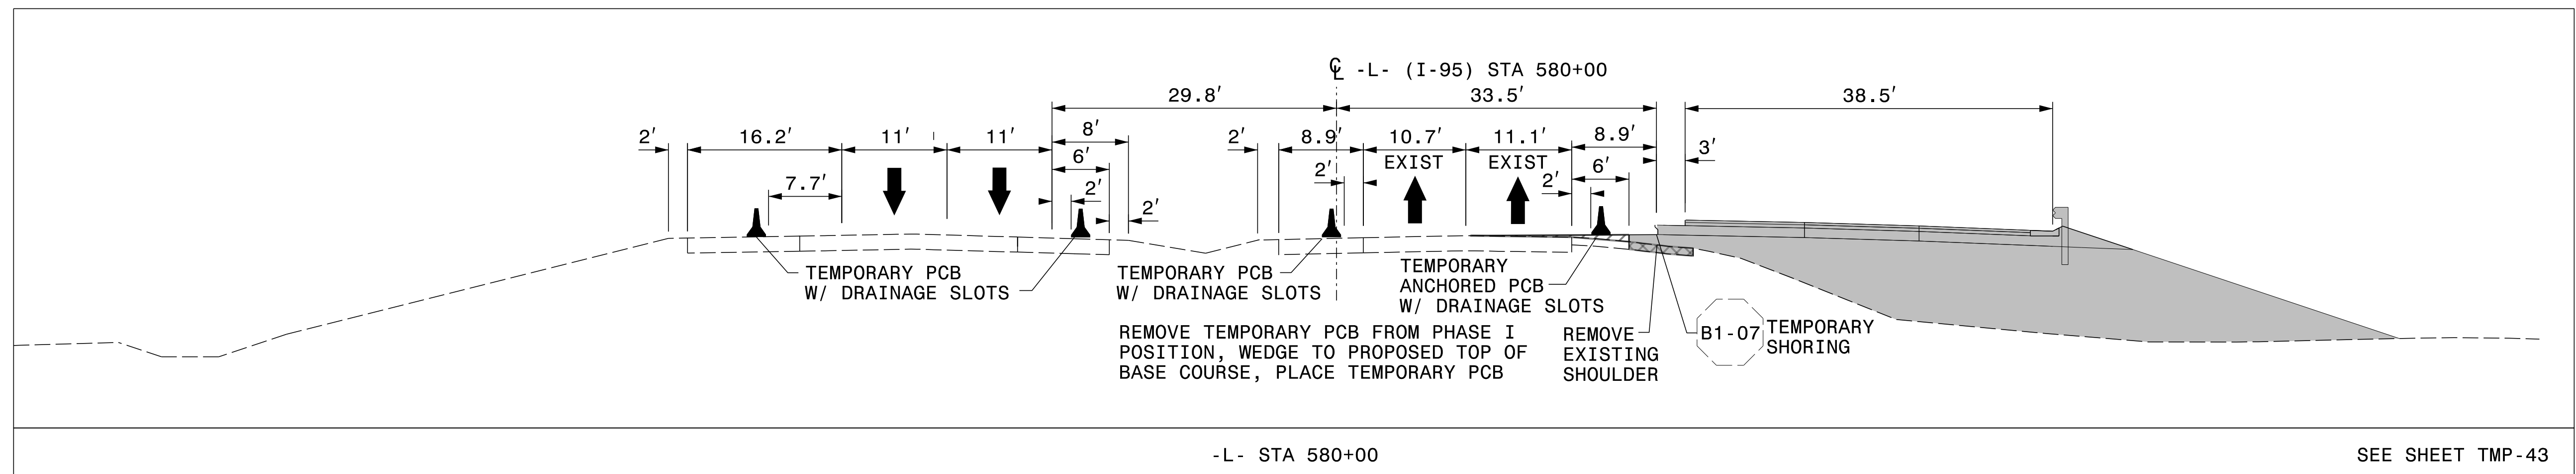 ℄ -L- (I-95) STA 580+00
29.8′
33.5′
38.5′
2′
16.2′
11′
11′
8′
2′
8.9′
10.7′
11.1′
8.9′
EXIST
EXIST
3′
6′
2′
6′
7.7′
2′
2′
2′
TEMPORARY PCB
W/ DRAINAGE SLOTS
TEMPORARY PCB
W/ DRAINAGE SLOTS
TEMPORARY
ANCHORED PCB
W/ DRAINAGE SLOTS
REMOVE TEMPORARY PCB FROM PHASE I
POSITION, WEDGE TO PROPOSED TOP OF
BASE COURSE, PLACE TEMPORARY PCB
REMOVE
EXISTING
SHOULDER
B1-07
TEMPORARY
SHORING
-L- STA 580+00
SEE SHEET TMP-43